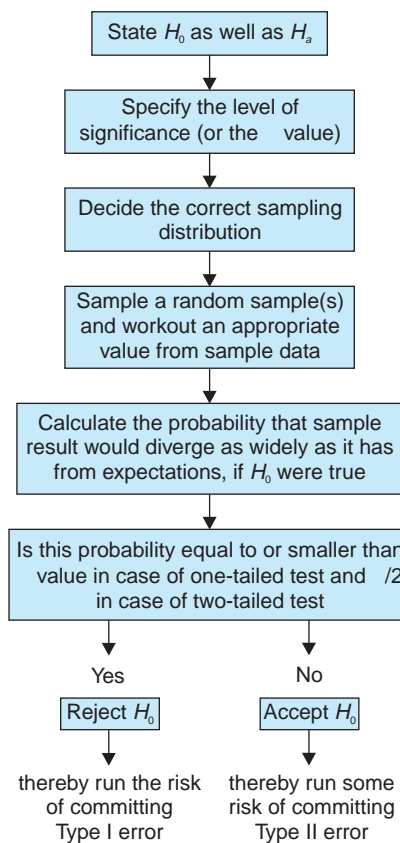 State H₀ as well as Hₐ
Specify the level of
significance (or the value)
Decide the correct sampling
distribution
Sample a random sample(s)
and workout an appropriate
value from sample data
Calculate the probability that sample
result would diverge as widely as it has
from expectations, if H₀ were true
Is this probability equal to or smaller than
value in case of one-tailed test and /2
in case of two-tailed test
Yes
No
Reject H₀
Accept H₀
thereby run the risk
of committing
Type I error
thereby run some
risk of committing
Type II error